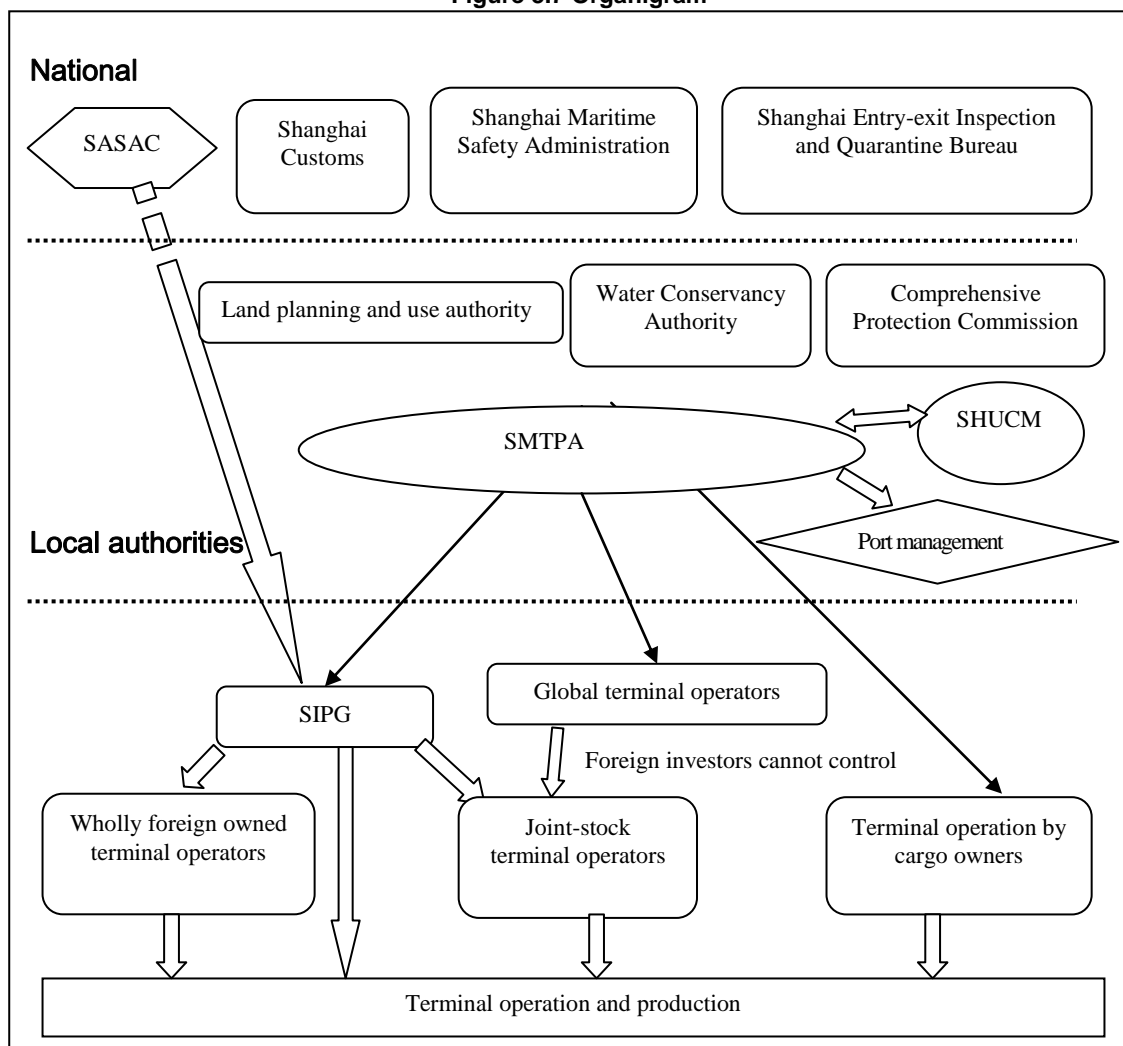 National
SASAC
Shanghai
Customs
Shanghai Maritime
Safety Administration
Shanghai Entry-exit Inspection
and Quarantine Bureau
Land planning and use authority
Water Conservancy
Authority
Comprehensive
Protection Commission
SMTPA
SHUCM
Local authorities
Port management
Global terminal operators
SIPG
Foreign investors cannot control
Wholly foreign owned
terminal operators
Joint-stock
terminal operators
Terminal operation by
cargo owners
Terminal operation and production